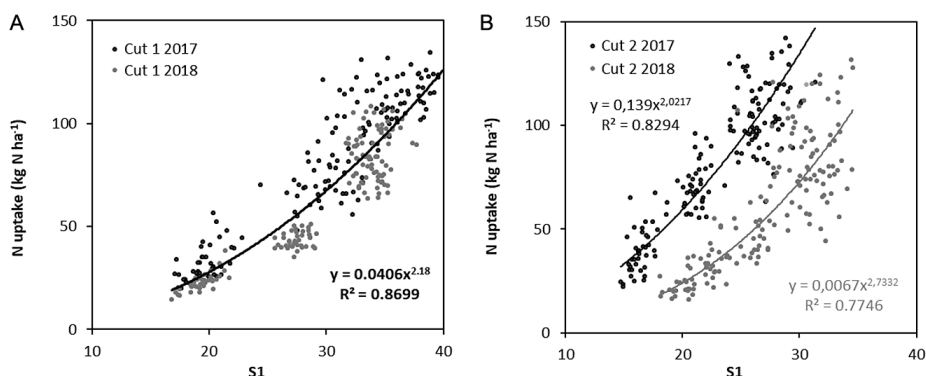 A
150
100
50
0
N uptake (kg N ha⁻¹)
Cut 1 2017
Cut 1 2018
y = 0.0406x^2.18
R² = 0.8699
10 20 30 40
S1
B
150
100
50
0
N uptake (kg N ha⁻¹)
Cut 2 2017
Cut 2 2018
y = 0,139x^2,0217
R² = 0.8294
y = 0,0067x^2,7332
R² = 0.7746
10 20 30 40
S1